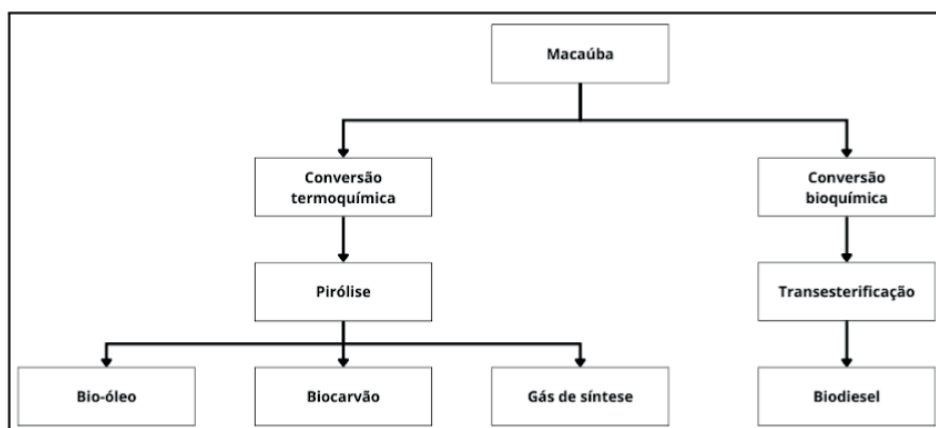 Macaúba
Conversão
termoquímica
Conversão
bioquímica
Pirólise
Transesterificação
Bio-óleo
Biocarvão
Gás de síntese
Biodiesel